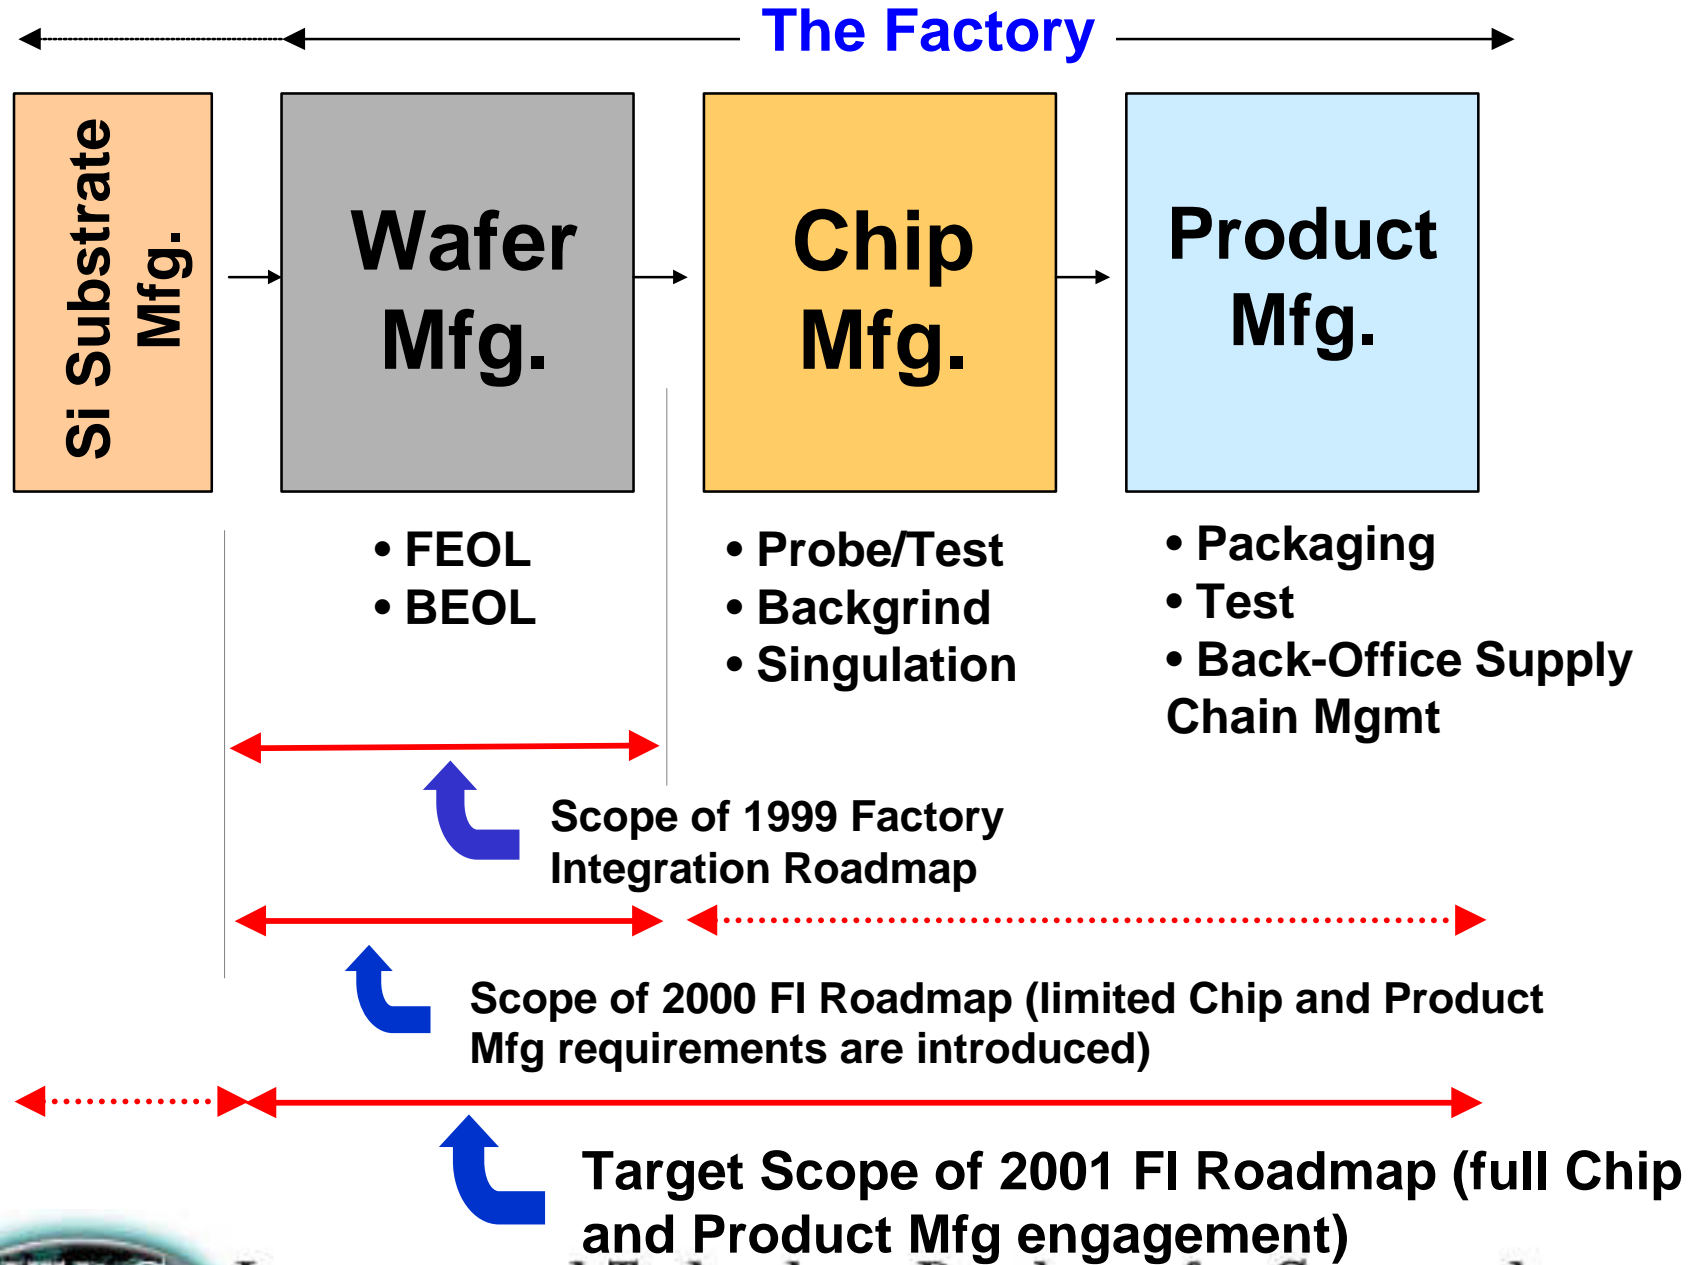 The Factory
Si Substrate
Mfg.
Wafer
Mfg.
Chip
Mfg.
Product
Mfg.
• FEOL
• BEOL
• Probe/Test
• Backgrind
• Singulation
• Packaging
• Test
• Back-Office Supply
Chain Mgmt
Scope of 1999 Factory
Integration Roadmap
Scope of 2000 FI Roadmap (limited Chip and Product
Mfg requirements are introduced)
Target Scope of 2001 FI Roadmap (full Chip
and Product Mfg engagement)